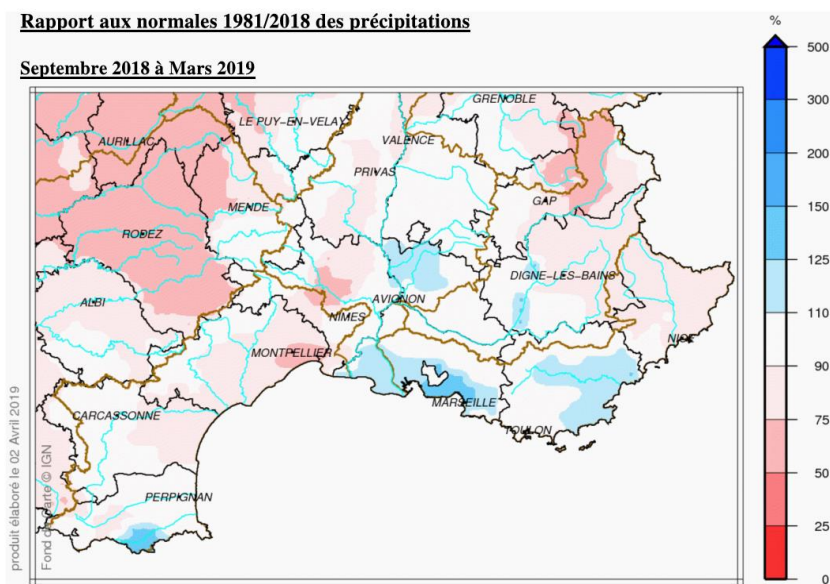 Rapport aux normales 1981/2018 des précipitations
%
Septembre 2018 à Mars 2019
500
300
200
150
125
110
90
75
50
25
0
GRENOBLE
LE PUY-EN-VELAY
AURILLAC
VALENCE
PRIVAS
GAP
MENDE
RODEZ
DIGNE-LES-BAINS
ALBI
AVIGNON
NIMES
NICE
MONTPELLIER
MARSEILLE
CARCASSONNE
TOULON
PERPIGNAN
produit élaboré le 02 Avril 2019
Fond de carte © IGN